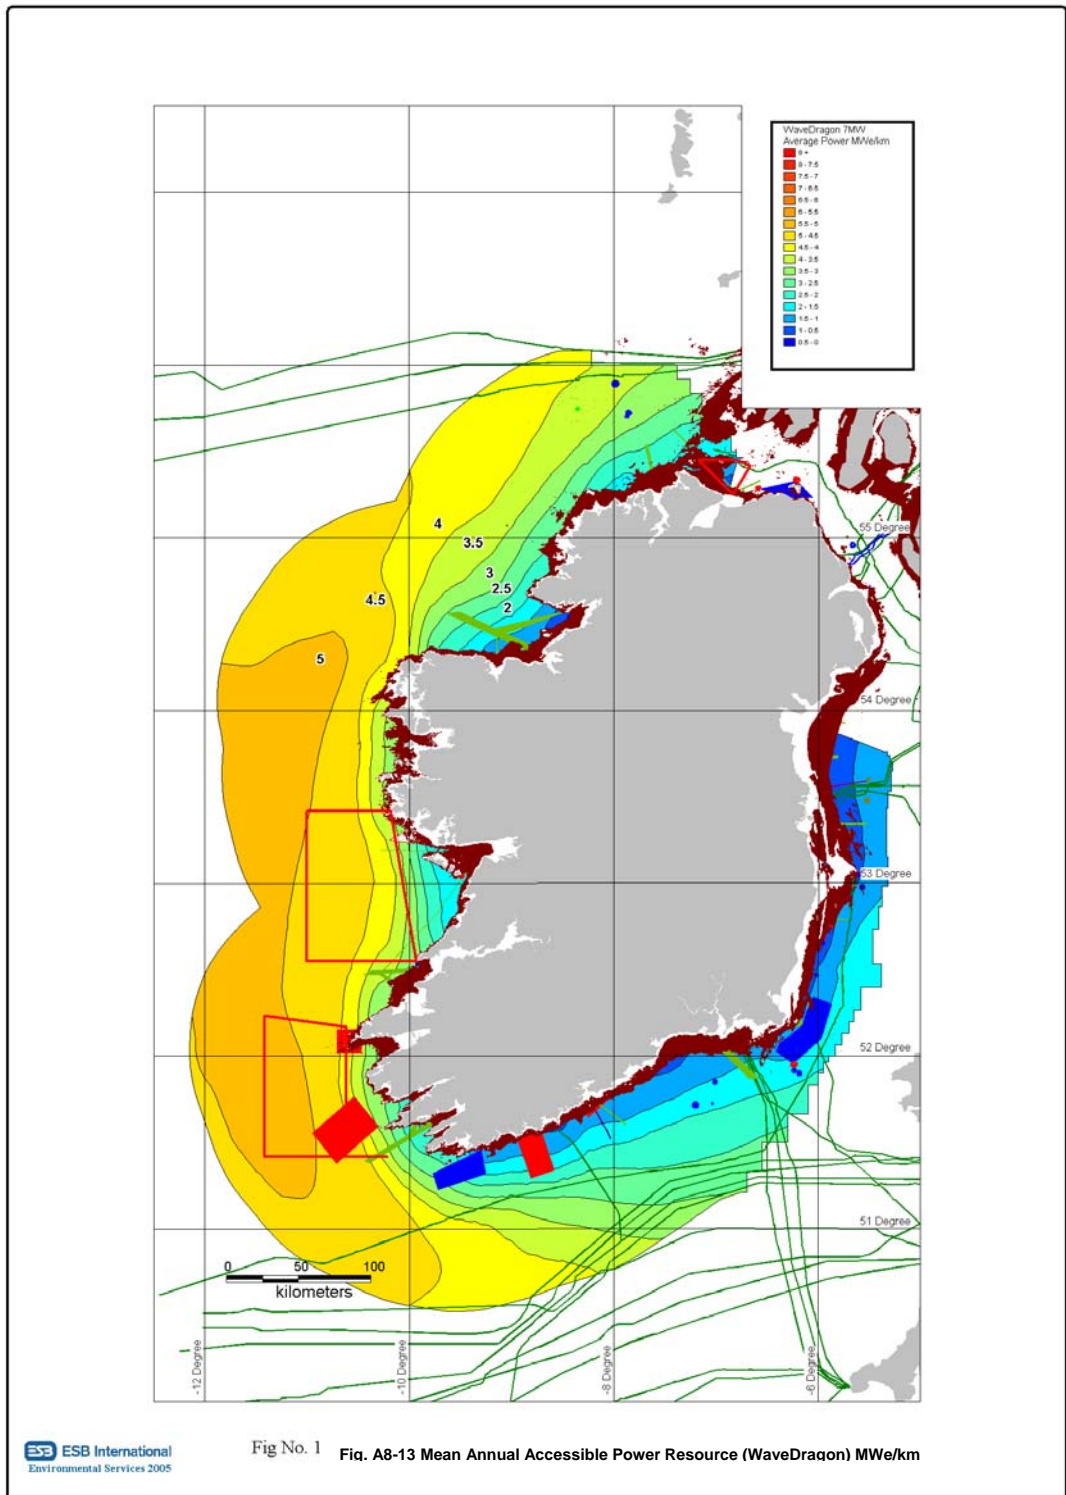 WaveDragon 7MW
Average Power MWe/km
8 +
8 - 7.5
7.5 - 7
7 - 6.5
6.5 - 6
6 - 5.5
5.5 - 5
5 - 4.5
4.5 - 4
4 - 3.5
3.5 - 3
3 - 2.5
2.5 - 2
2 - 1.5
1.5 - 1
1 - 0.5
0.5 - 0
4
55 Degree
3.5
3
2.5
4.5
2
5
54 Degree
53 Degree
52 Degree
51 Degree
0 50 100
kilometers
-12 Degree
-10 Degree
-8 Degree
-6 Degree
ESB ESB International
Environmental Services 2005
Fig No. 1
Fig. A8-13 Mean Annual Accessible Power Resource (WaveDragon) MWe/km